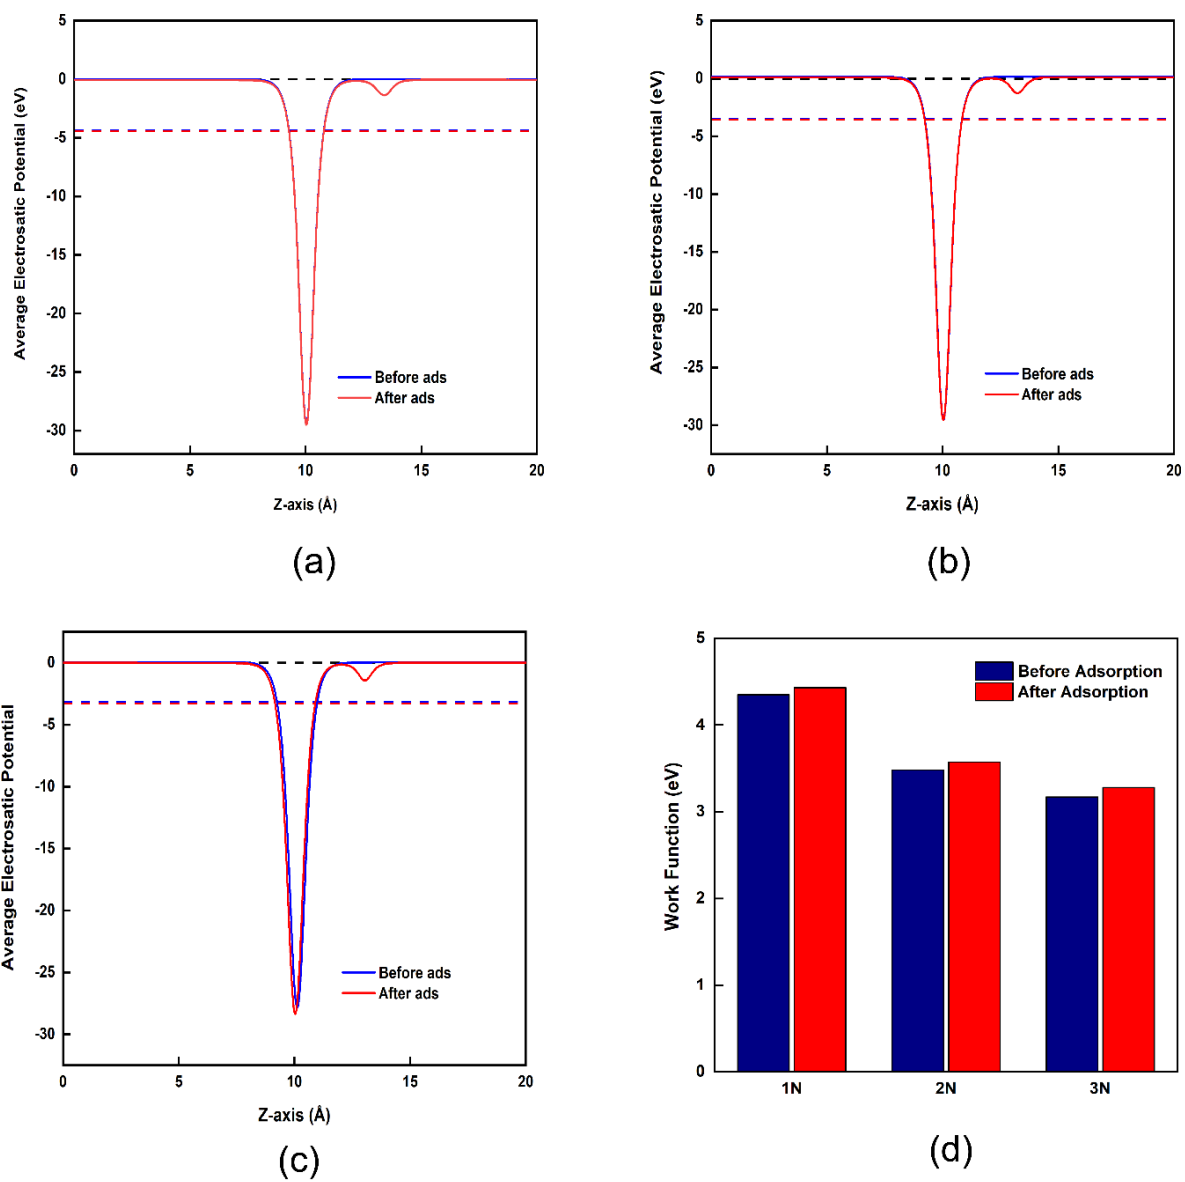 5
0
-5
-10
-15
-20
-25
-30
0 5 10 15 20
Average Electrosatic Potential (eV)
Z-axis (Å)
Before ads
After ads
(a)
5
0
-5
-10
-15
-20
-25
-30
0 5 10 15 20
Average Electrosatic Potential (eV)
Z-axis (Å)
Before ads
After ads
(b)
0
-5
-10
-15
-20
-25
-30
0 5 10 15 20
Average Electrosatic Potential
Z-axis (Å)
Before ads
After ads
(c)
5
4
3
2
1
0
1N 2N 3N
Work Function (eV)
Before Adsorption
After Adsorption
(d)